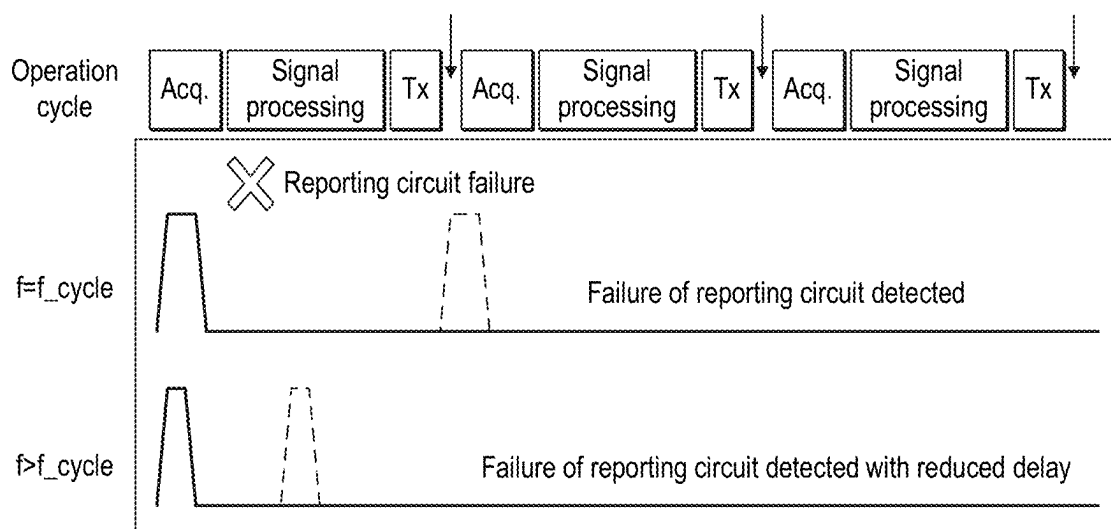 Operation cycle
Acq.
Signal processing
Tx
Acq.
Signal processing
Tx
Acq.
Signal processing
Tx
Reporting circuit failure
f=f_cycle
Failure of reporting circuit detected
f>f_cycle
Failure of reporting circuit detected with reduced delay